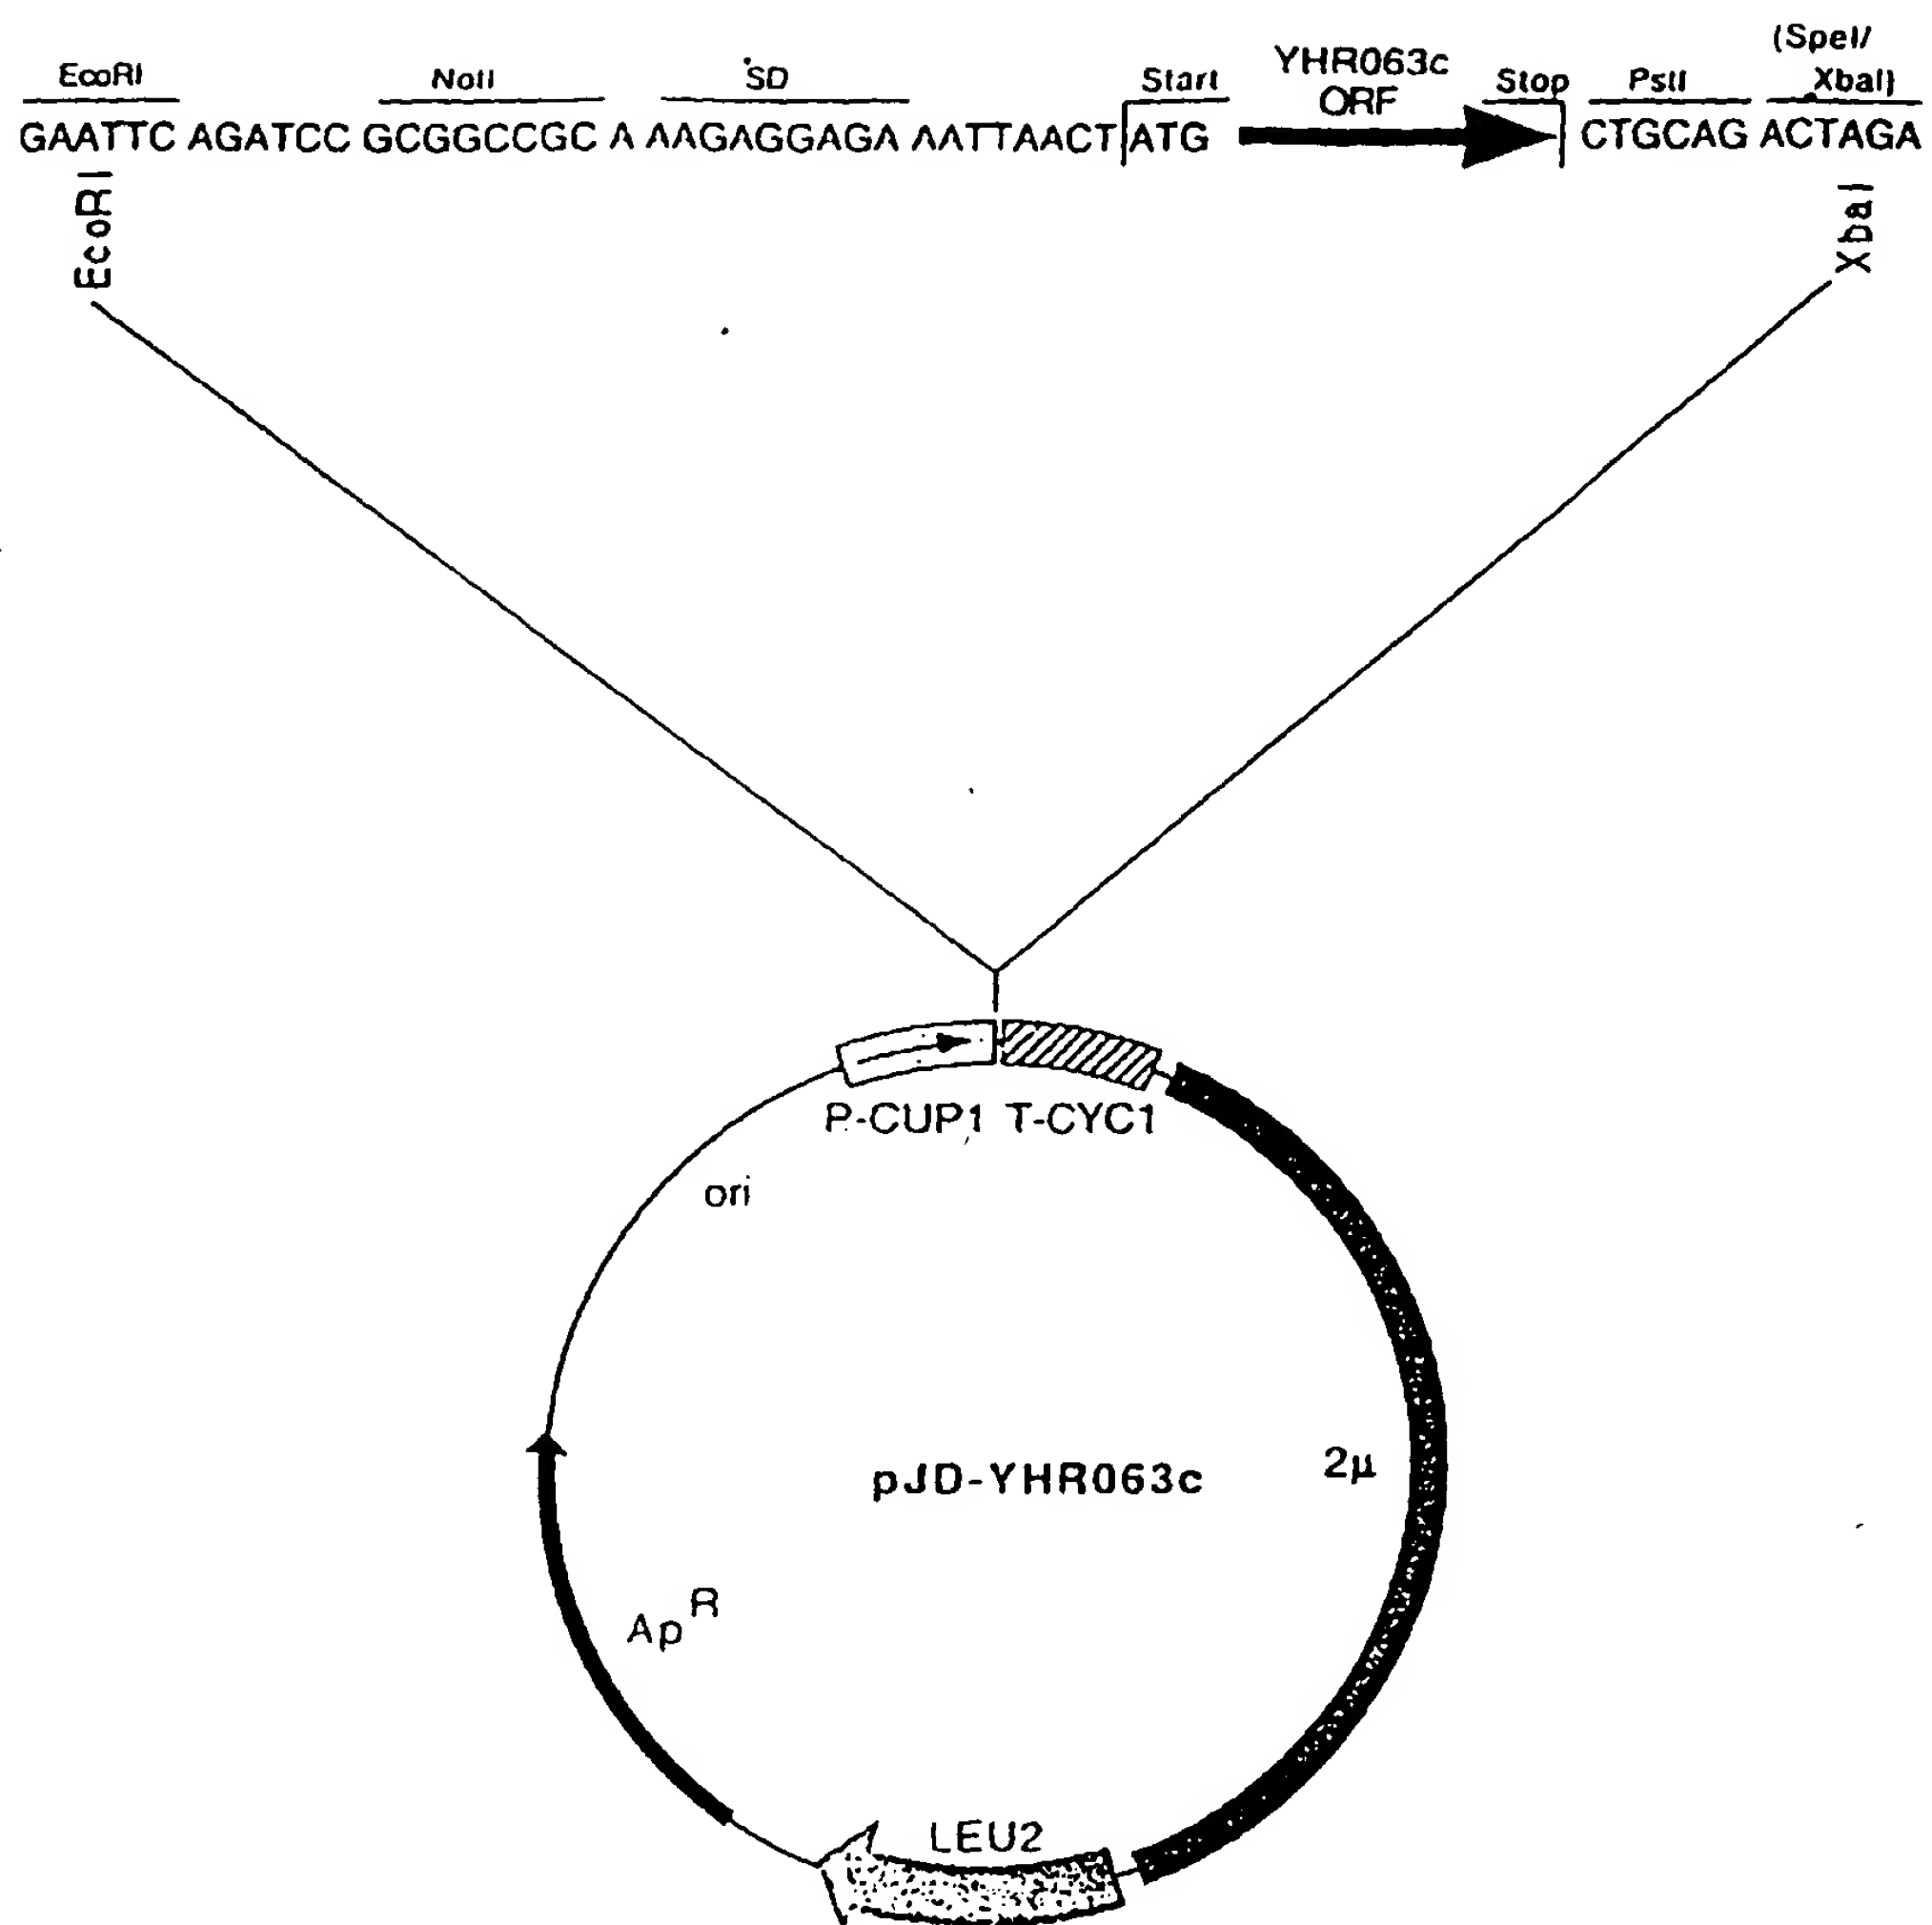 (SpeI/
EcoRI NotI SD Start YHR063c Stop PstI XbaI)
ORF
GAATTC AGATCC GCGGCCGC A AAGAGGAGA AATTAACT ATG CTGCAG ACTAGA
EcoRI
XbaI
P-CUP1 T-CYC1
ori
2μ
pJD-YHR063c
Ap R
LEU2